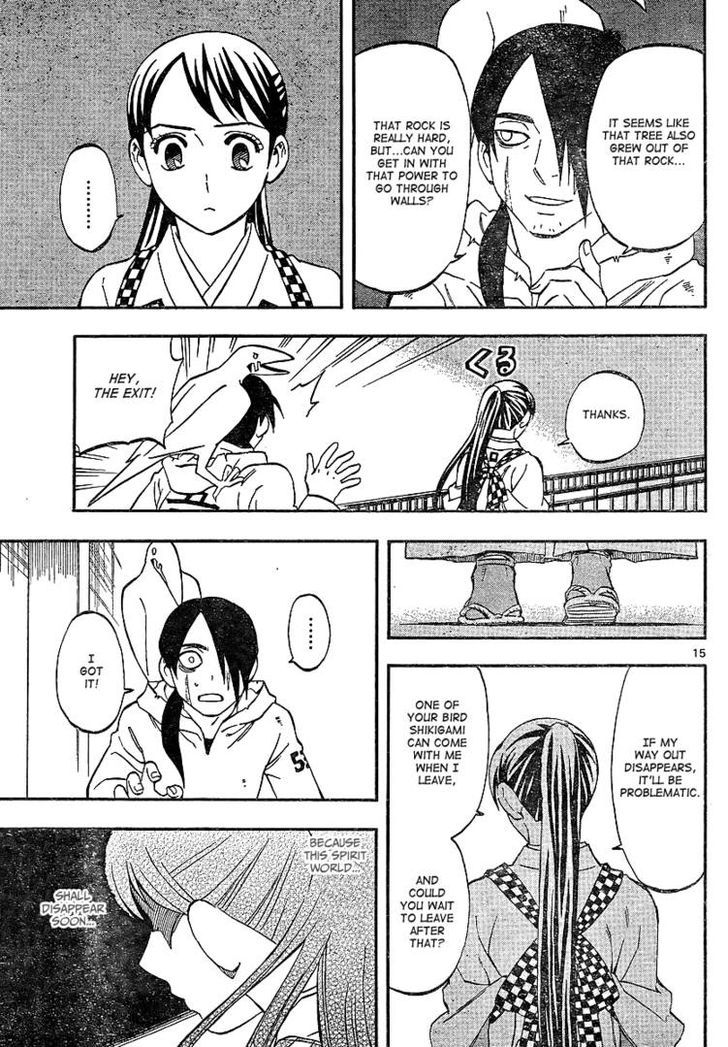 IT SEEMS LIKE
THAT TREE ALSO
GREW OUT OF
THAT ROCK...
THAT ROCK IS
REALLY HARD,
BUT...CAN YOU
GET IN WITH
THAT POWER TO
GO THROUGH
WALLS?
........
くる
THANKS.
HEY,
THE EXIT!
15
IF MY
WAY OUT
DISAPPEARS,
IT'LL BE
PROBLEMATIC.
ONE OF
YOUR BIRD
SHIKIGAMI
CAN COME
WITH ME
WHEN I
LEAVE,
AND
COULD YOU
WAIT TO
LEAVE
AFTER
THAT?
......
I
GOT
IT!
BECAUSE
THIS SPIRIT
WORLD...
SHALL
DISAPPEAR
SOON...